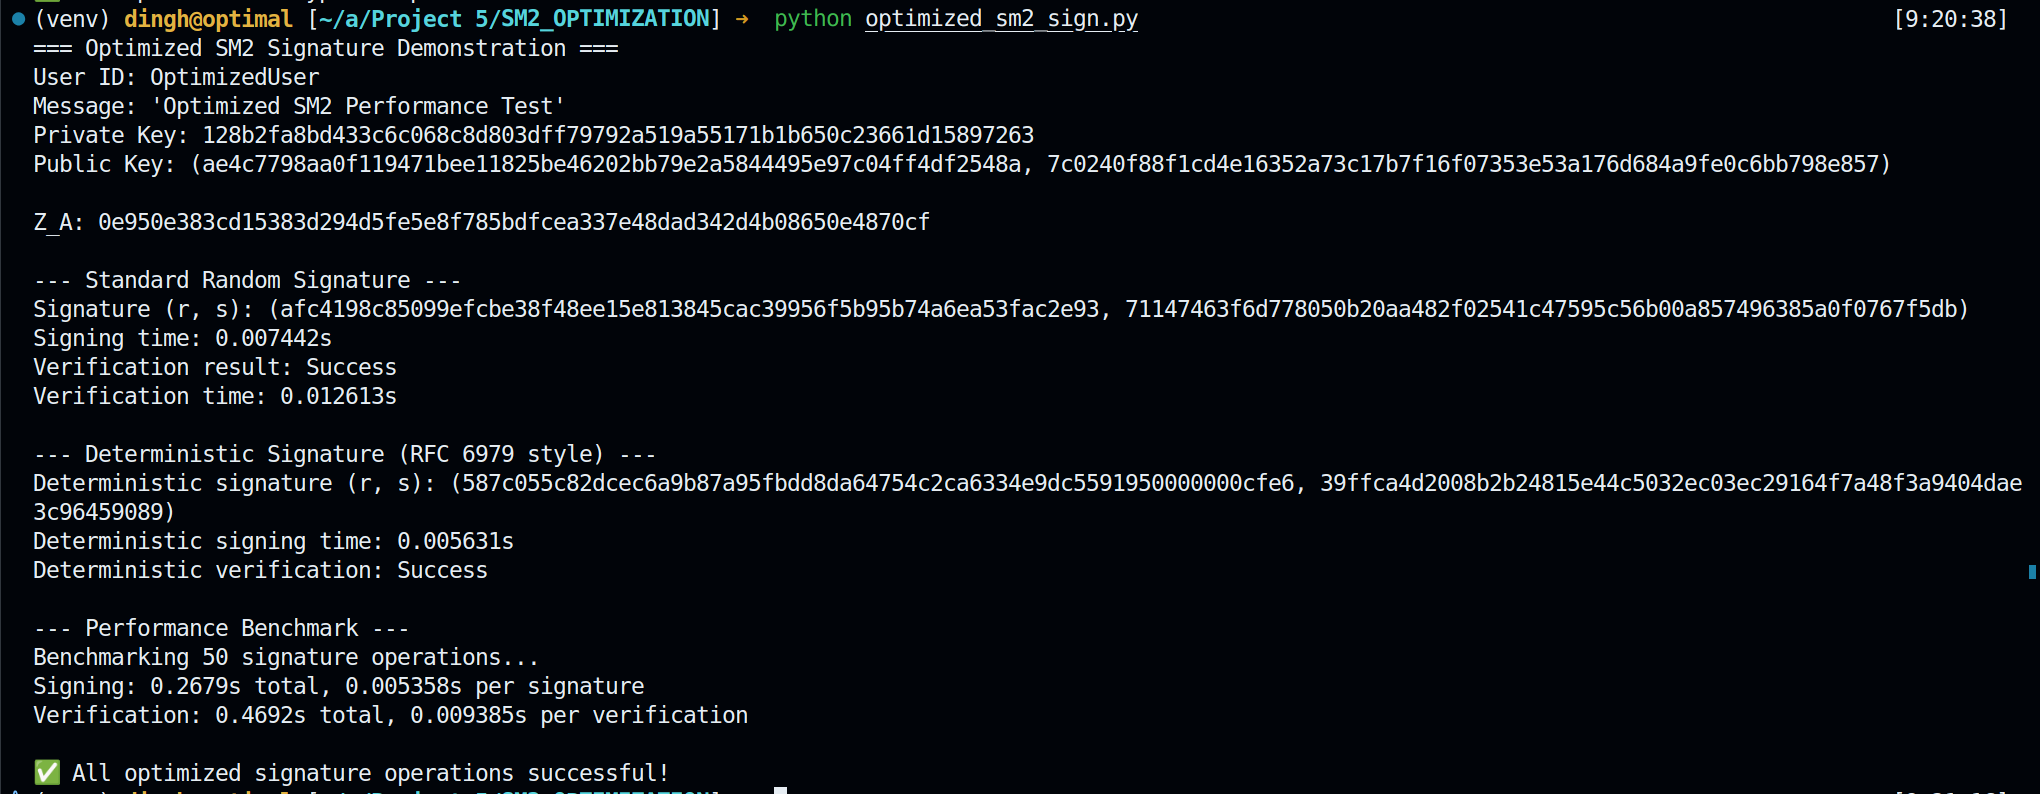 (venv) dingh@optimal [~/a/Project 5/SM2_OPTIMIZATION] → python optimized_sm2_sign.py [9:20:38]
=== Optimized SM2 Signature Demonstration ===
User ID: OptimizedUser
Message: 'Optimized SM2 Performance Test'
Private Key: 128b2fa8bd433c6c068c8d803dff79792a519a55171b1b650c23661d15897263
Public Key: (ae4c7798aa0f119471bee11825be46202bb79e2a5844495e97c04ff4df2548a, 7c0240f88f1cd4e16352a73c17b7f16f07353e53a176d684a9fe0c6bb798e857)
Z_A: 0e950e383cd15383d294d5fe5e8f785bdfcea337e48dad342d4b08650e4870cf
--- Standard Random Signature ---
Signature (r, s): (afc4198c85099efcbe38f48ee15e813845cac39956f5b95b74a6ea53fac2e93, 71147463f6d778050b20aa482f02541c47595c56b00a857496385a0f0767f5db)
Signing time: 0.007442s
Verification result: Success
Verification time: 0.012613s
--- Deterministic Signature (RFC 6979 style) ---
Deterministic signature (r, s): (587c055c82dcec6a9b87a95fbdd8da64754c2ca6334e9dc5591950000000cfe6, 39ffca4d2008b2b24815e44c5032ec03ec29164f7a48f3a9404dae
3c96459089)
Deterministic signing time: 0.005631s
Deterministic verification: Success
--- Performance Benchmark ---
Benchmarking 50 signature operations...
Signing: 0.2679s total, 0.005358s per signature
Verification: 0.4692s total, 0.009385s per verification
✅ All optimized signature operations successful!